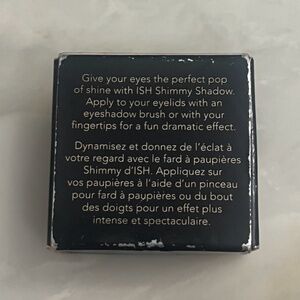 Give your eyes the perfect pop
of shine with ISH Shimmy Shadow.
Apply to your eyelids with an
eyeshadow brush or with your
fingertips for a fun dramatic effect.
Dynamisez et donnez de l'éclat à
votre regard avec le fard à paupières
Shimmy d'ISH. Appliquez sur
vos paupières à l'aide d'un pinceau
pour fard à paupières ou du bout
des doigts pour un effet plus
intense et spectaculaire.